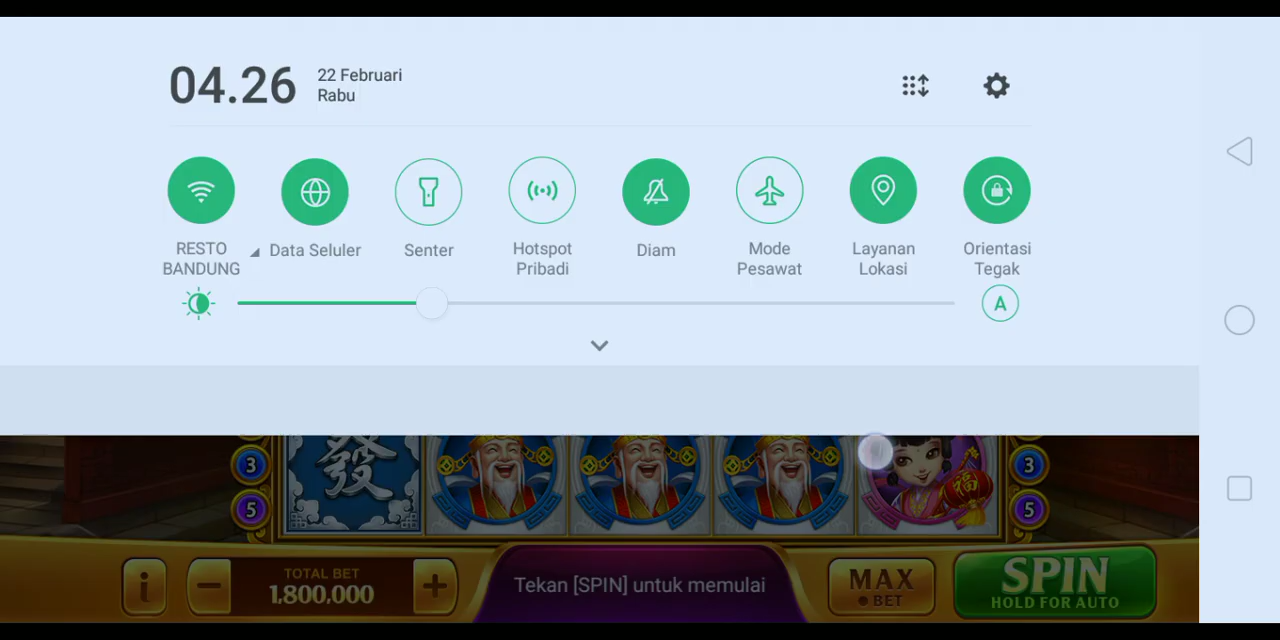 04.26
22 Februari
Rabu
RESTO
BANDUNG
Data Seluler
Senter
Hotspot
Pribadi
Diam
Mode
Pesawat
Layanan
Lokasi
Orientasi
Tegak
A
發
福
3
3
5
5
i
−
TOTAL BET
1,800,000
+
Tekan [SPIN] untuk memulai
MAX
BET
SPIN
HOLD FOR AUTO